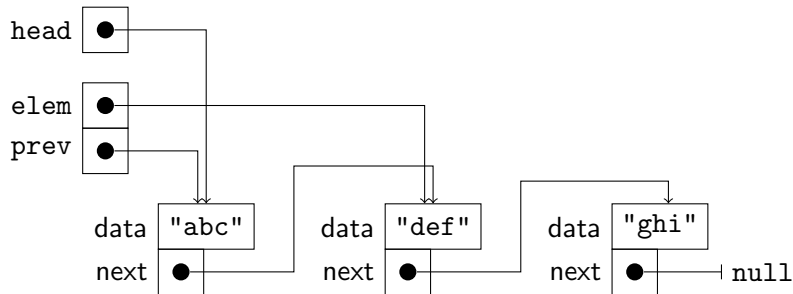 head
elem
prev
data "abc" data "def" data "ghi"
next next next null